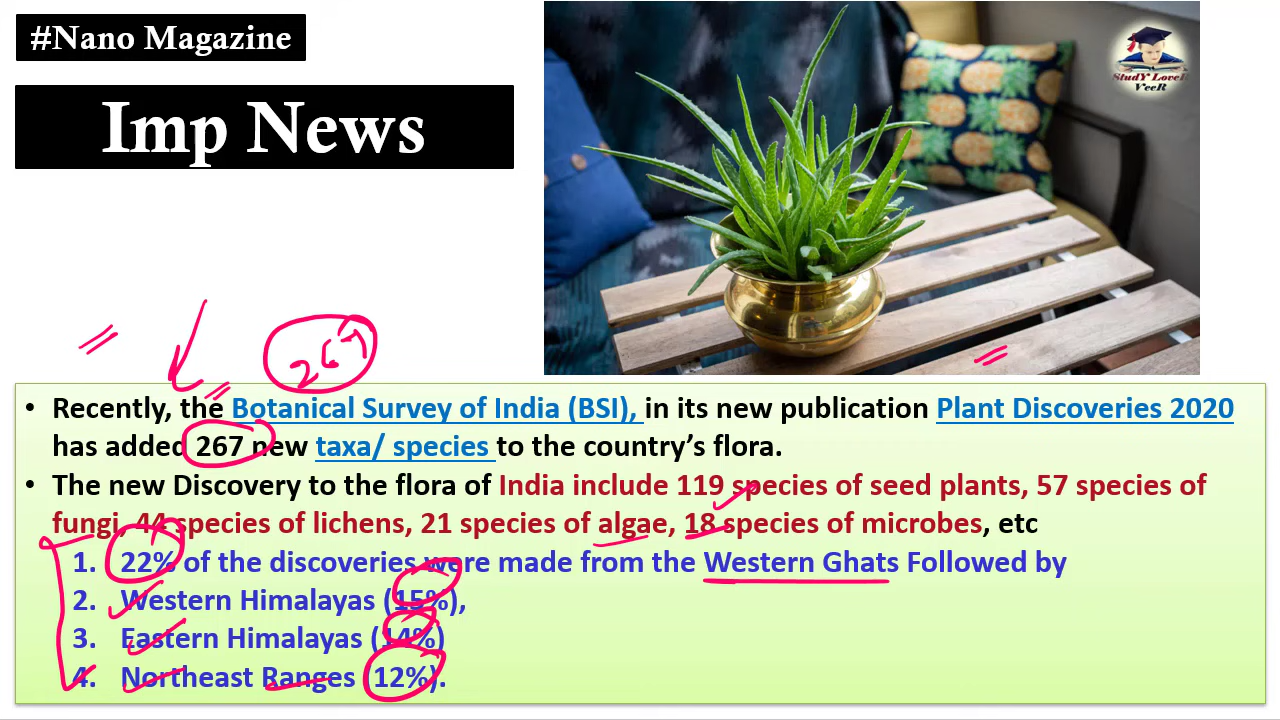 #Nano Magazine
Imp News
StudY LoveR
VeeR
267
• Recently, the Botanical Survey of India (BSI), in its new publication Plant Discoveries 2020
has added 267 new taxa/ species to the country's flora.
• The new Discovery to the flora of India include 119 species of seed plants, 57 species of
fungi, 44 species of lichens, 21 species of algae, 18 species of microbes, etc
1. 22% of the discoveries were made from the Western Ghats Followed by
2. Western Himalayas (15%),
3. Eastern Himalayas (14%)
4. Northeast Ranges (12%).